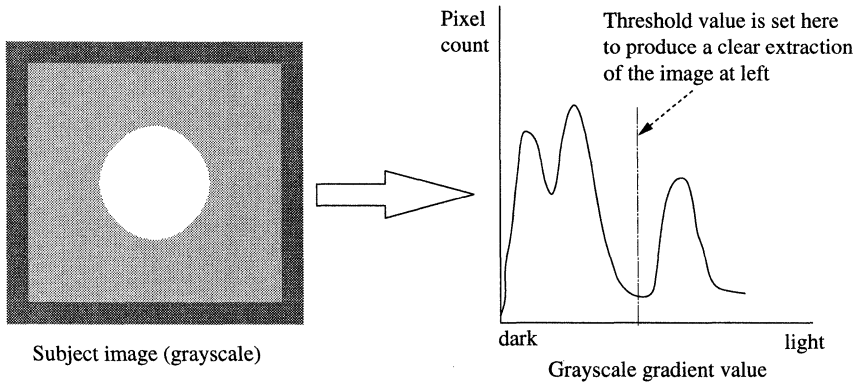 Pixel
count
Threshold value is set here
to produce a clear extraction
of the image at left
dark
light
Subject image (grayscale)
Grayscale gradient value